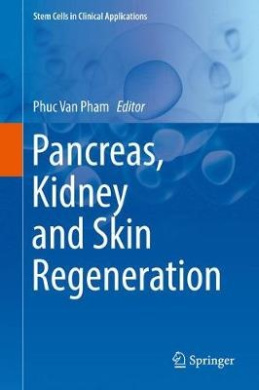 Stem Cells in Clinical Applications
Phuc Van Pham Editor
Pancreas,
Kidney
and Skin
Regeneration
Springer